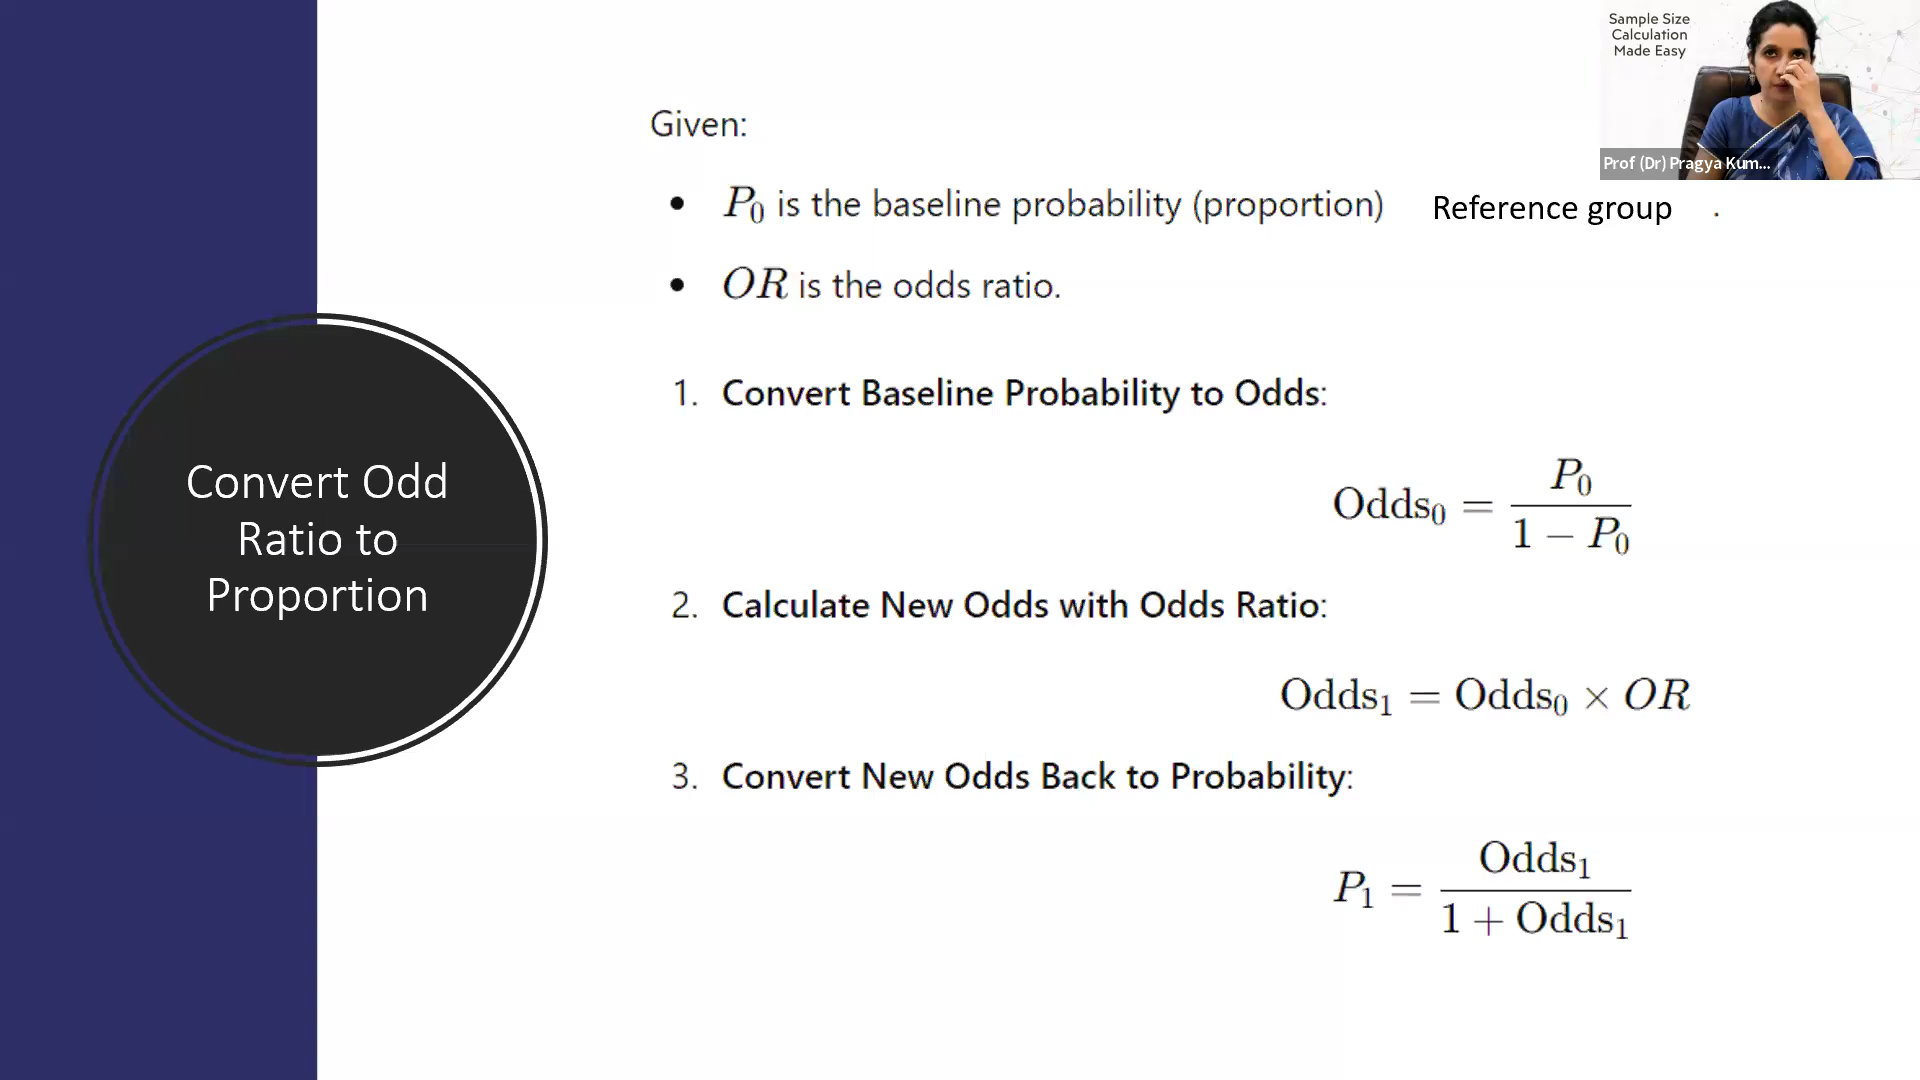 Sample Size
Calculation
Made Easy
Prof (Dr) Pragya Kum...
Convert Odd
Ratio to
Proportion
Given:
• P₀ is the baseline probability (proportion) Reference group .
• OR is the odds ratio.
1. Convert Baseline Probability to Odds:
Odds₀ = P₀ / (1 − P₀)
2. Calculate New Odds with Odds Ratio:
Odds₁ = Odds₀ × OR
3. Convert New Odds Back to Probability:
P₁ = Odds₁ / (1 + Odds₁)